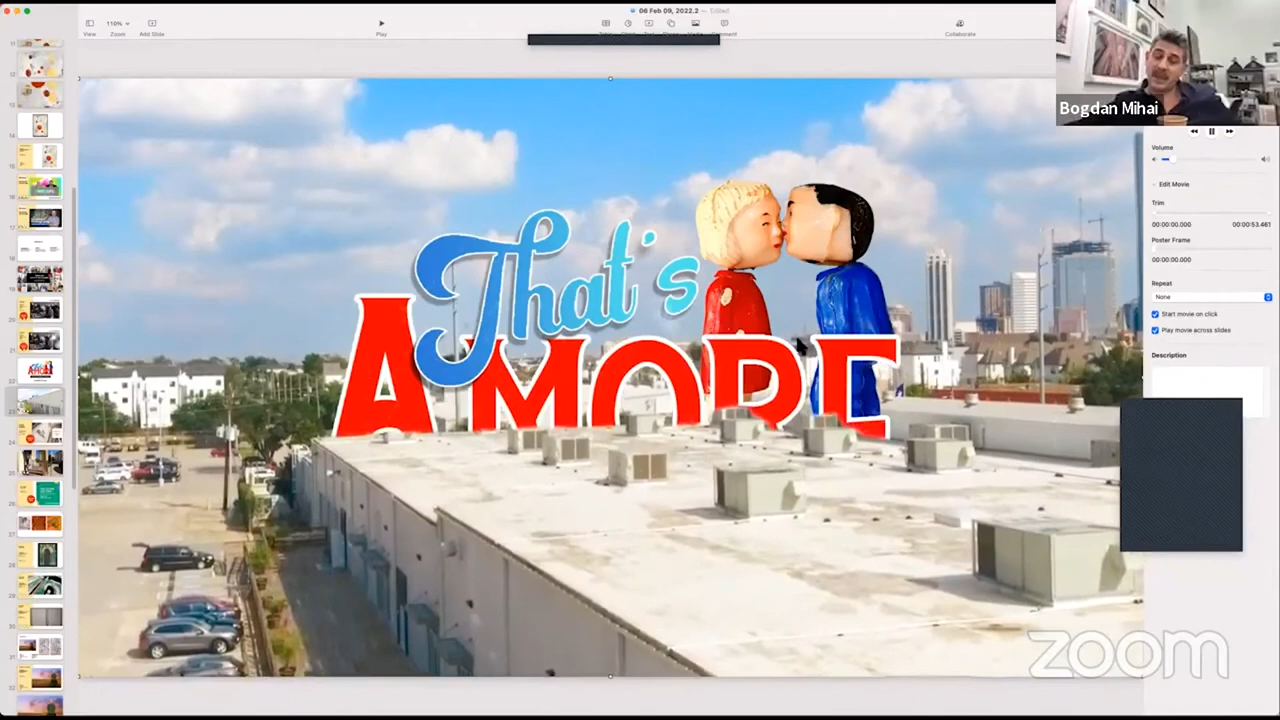 06 Feb 09, 2022.2 — Edited
110%
View
Zoom
Add Slide
Play
Collaborate
Bogdan Mihai
Volume
Edit Movie
Trim
00:00:00.000
00:00:53.461
Poster Frame
00:00:00.000
Repeat
None
Start movie on click
Play movie across slides
Description
That's
AMORE
zoom